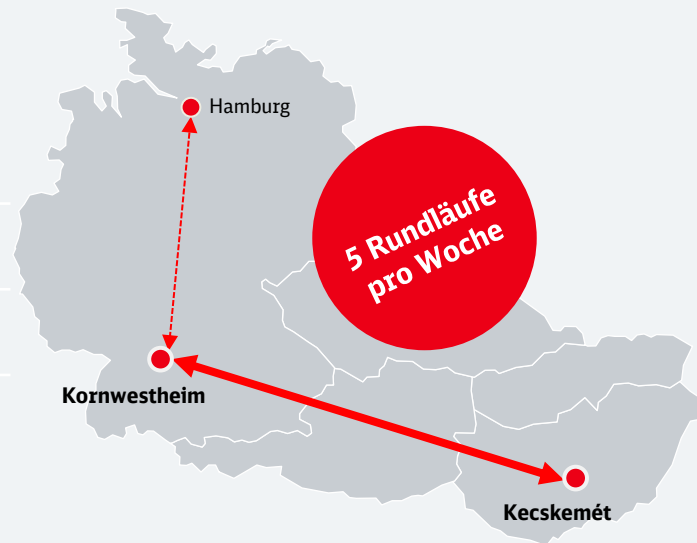 Hamburg
5 Rundläufe
pro Woche
Kornwestheim
Kecskemét